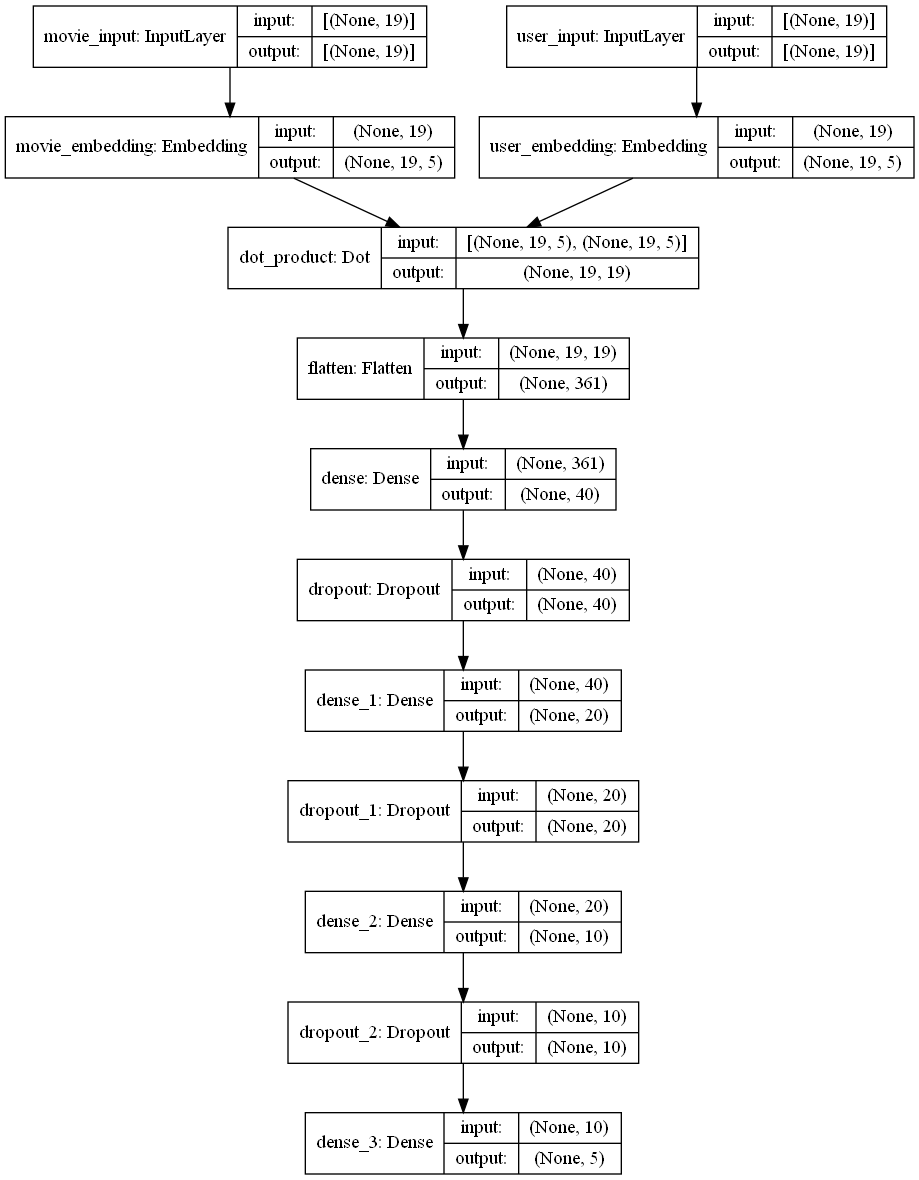 movie_input: InputLayer input: [(None, 19)]
output: [(None, 19)]
user_input: InputLayer input: [(None, 19)]
output: [(None, 19)]
movie_embedding: Embedding input: (None, 19)
output: (None, 19, 5)
user_embedding: Embedding input: (None, 19)
output: (None, 19, 5)
dot_product: Dot input: [(None, 19, 5), (None, 19, 5)]
output: (None, 19, 19)
flatten: Flatten input: (None, 19, 19)
output: (None, 361)
dense: Dense input: (None, 361)
output: (None, 40)
dropout: Dropout input: (None, 40)
output: (None, 40)
dense_1: Dense input: (None, 40)
output: (None, 20)
dropout_1: Dropout input: (None, 20)
output: (None, 20)
dense_2: Dense input: (None, 20)
output: (None, 10)
dropout_2: Dropout input: (None, 10)
output: (None, 10)
dense_3: Dense input: (None, 10)
output: (None, 5)